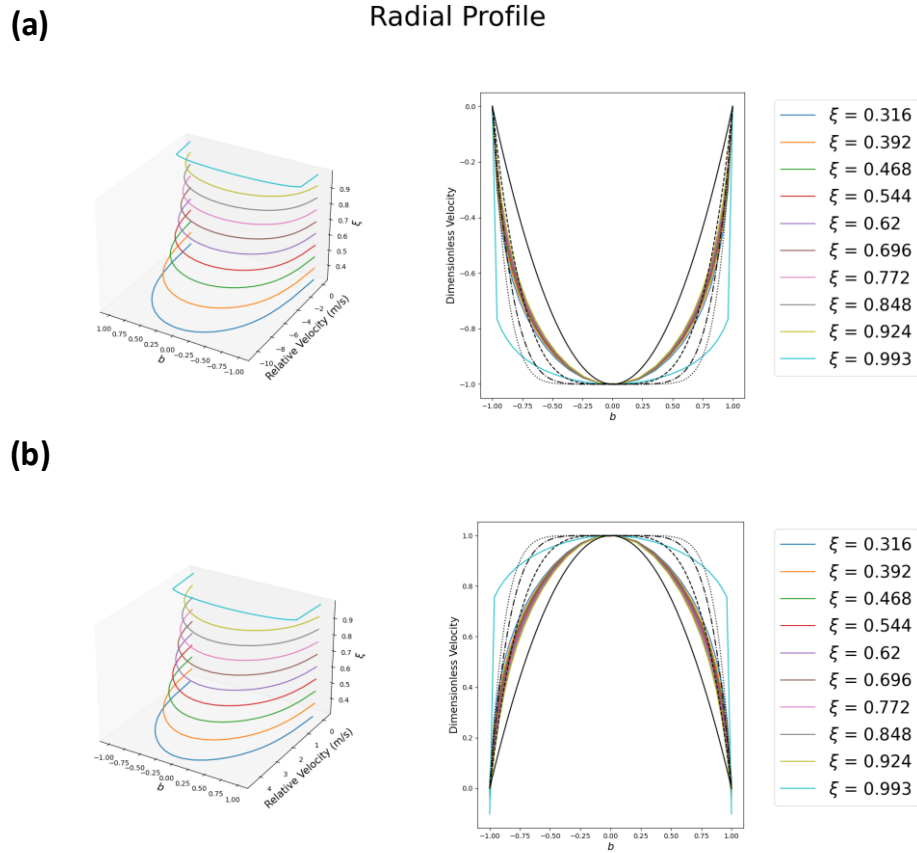 Radial Profile
(a)
ξ = 0.316
ξ = 0.392
ξ = 0.468
ξ = 0.544
ξ = 0.62
ξ = 0.696
ξ = 0.772
ξ = 0.848
ξ = 0.924
ξ = 0.993
0.9
0.8
0.7
0.6
0.5
0.4
ξ
0
−2
−4
−6
−8
−10
Relative Velocity (m/s)
1.00
0.75
0.50
0.25
0.00
−0.25
−0.50
−0.75
−1.00
b
0.0
−0.2
−0.4
−0.6
−0.8
−1.0
Dimensionless Velocity
−1.00 −0.75 −0.50 −0.25 0.00 0.25 0.50 0.75 1.00
b
(b)
ξ = 0.316
ξ = 0.392
ξ = 0.468
ξ = 0.544
ξ = 0.62
ξ = 0.696
ξ = 0.772
ξ = 0.848
ξ = 0.924
ξ = 0.993
0.9
0.8
0.7
0.6
0.5
0.4
ξ
0
1
2
3
4
Relative Velocity (m/s)
−1.00
−0.75
−0.50
−0.25
0.00
0.25
0.50
0.75
1.00
b
1.0
0.8
0.6
0.4
0.2
0.0
Dimensionless Velocity
−1.00 −0.75 −0.50 −0.25 0.00 0.25 0.50 0.75 1.00
b